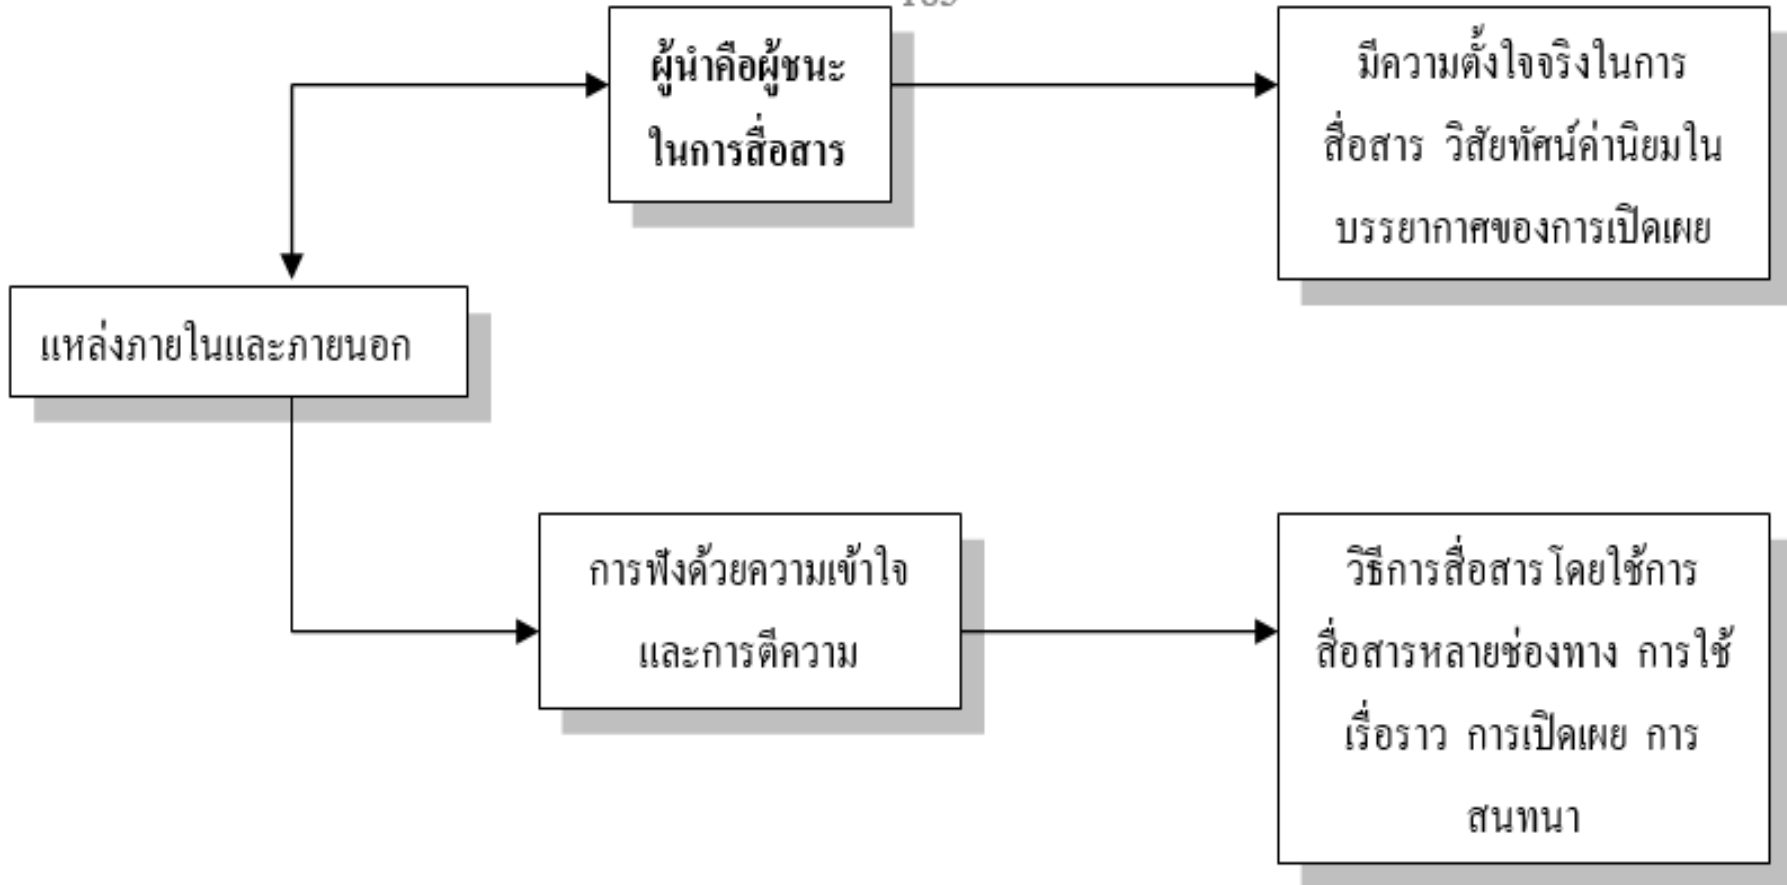 ผู้นำคือผู้ชนะ
ในการสื่อสาร
มีความตั้งใจจริงในการ
สื่อสาร วิสัยทัศน์ค่านิยมใน
บรรยากาศของการเปิดเผย
แหล่งภายในและภายนอก
การฟังด้วยความเข้าใจ
และการตีความ
วิธีการสื่อสารโดยใช้การ
สื่อสารหลายช่องทาง การใช้
เรื่อราว การเปิดเผย การ
สนทนา